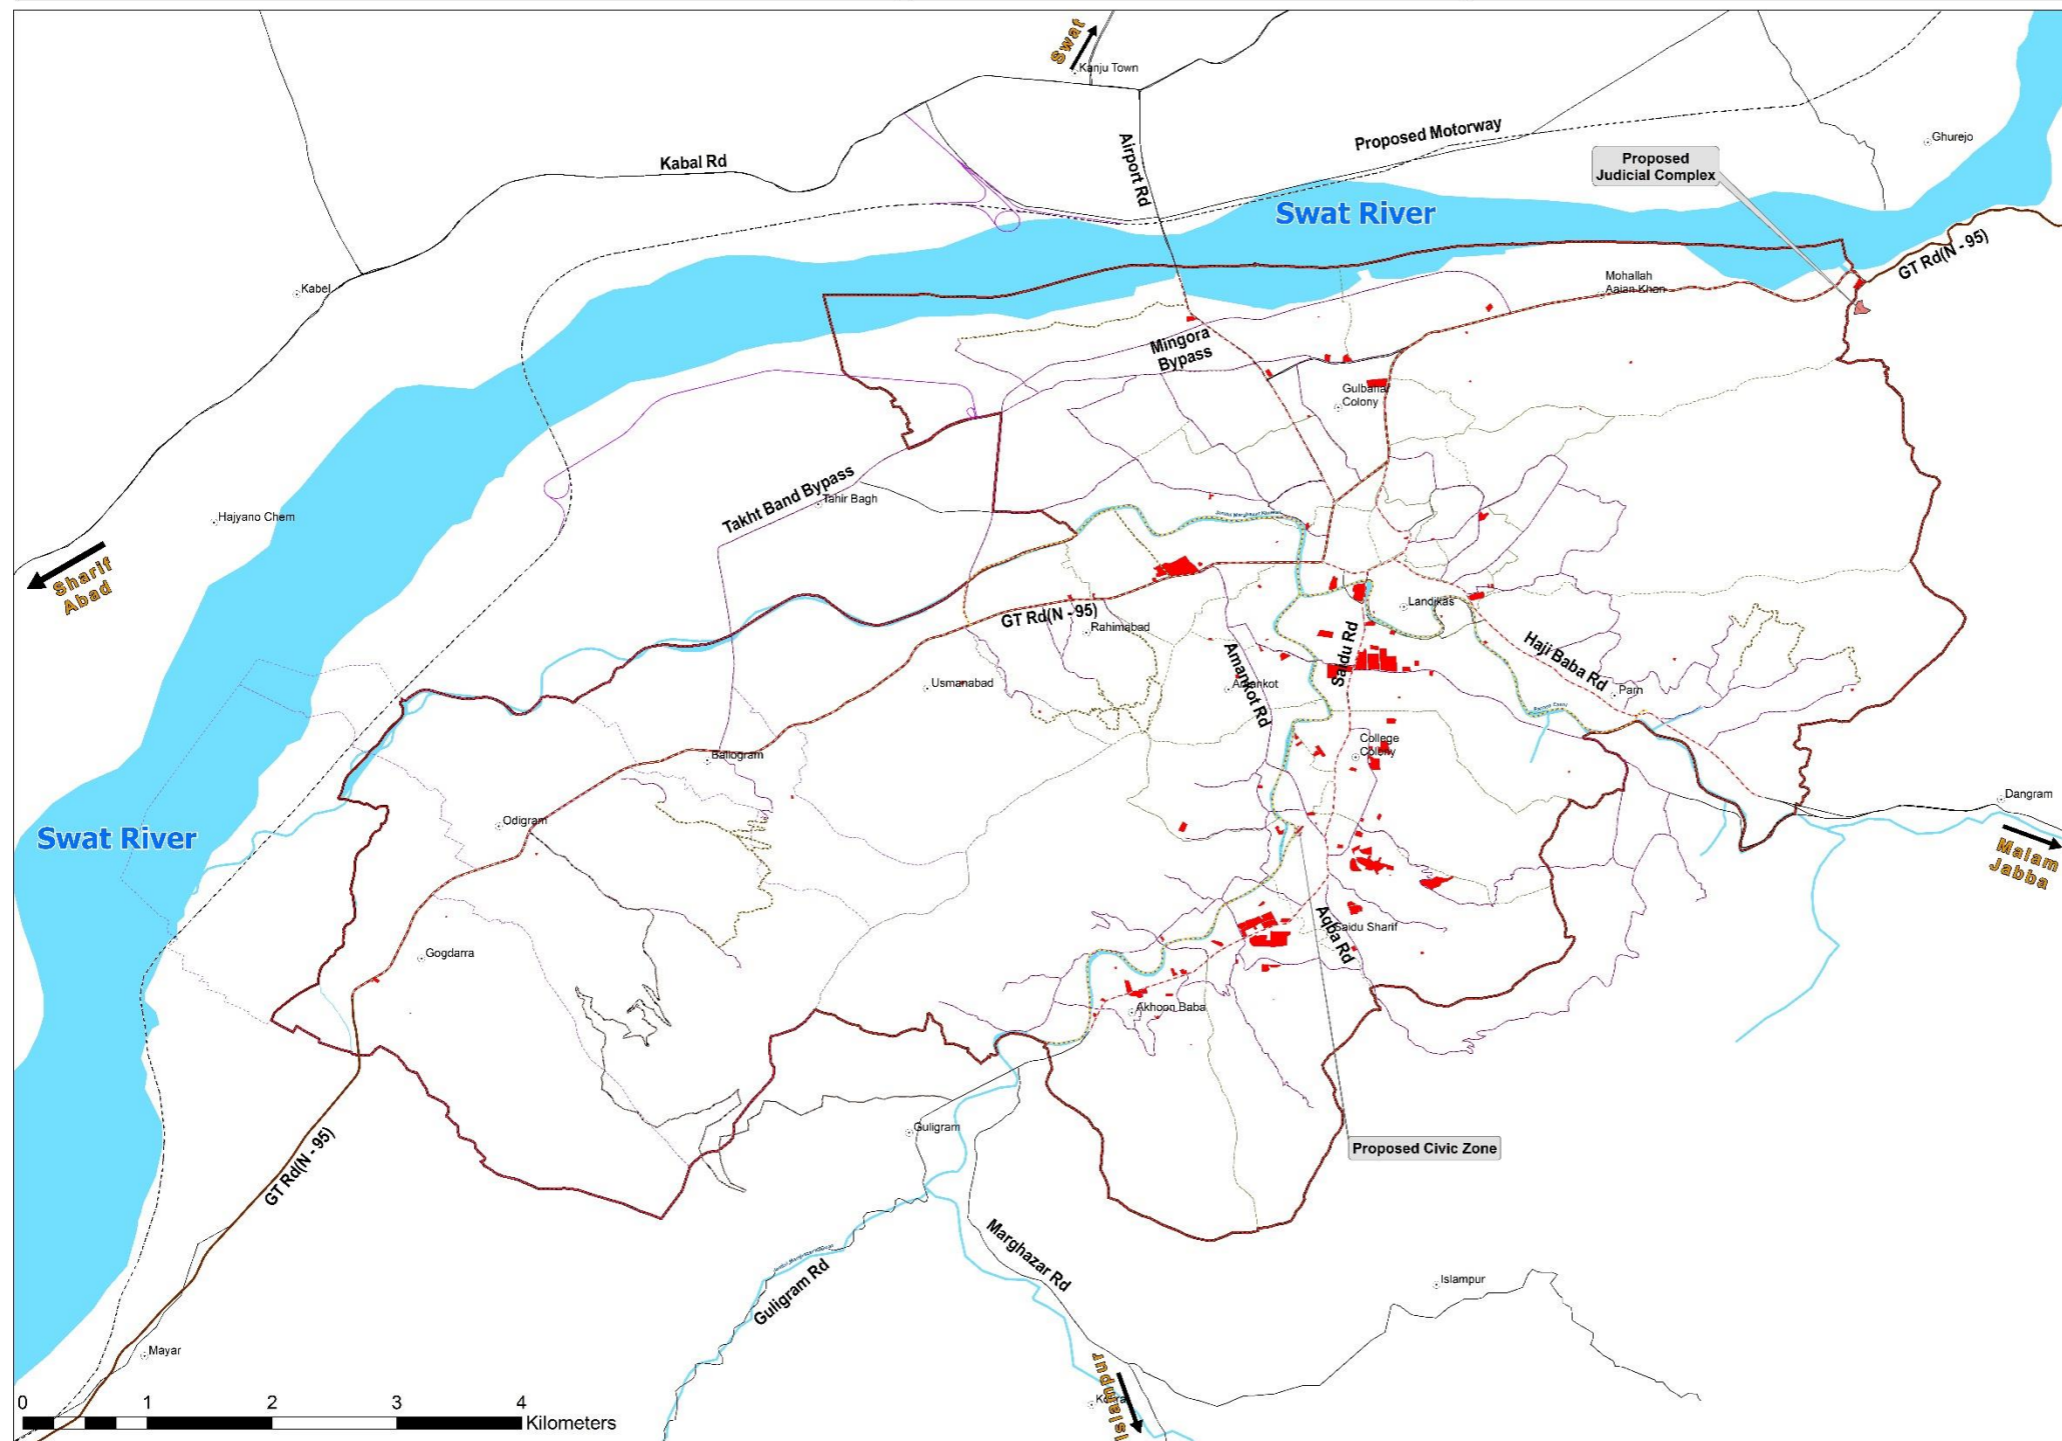 Swat
Kanju Town
Airport Rd
Proposed Motorway
Ghurejo
Kabal Rd
Proposed
Judicial Complex
Swat River
GT Rd(N - 95)
Kabel
Mohallah
Aaian Khan
Mingora
Bypass
Gulbahar
Colony
Takht Band Bypass
Tahir Bagh
Hajyano Chem
Sharif
Abad
GT Rd(N - 95)
Rahimabad
Landikas
Saidu Rd
Haji Baba Rd
Amankot Rd
Amankot
Usmanabad
Parn
College
Colony
Balogram
Dangram
Malam
Jabba
Odigram
Swat River
Gogdarra
Aqba Rd
Saidu Sharif
Akhoon Baba
Guligram
Proposed Civic Zone
GT Rd(N - 95)
Marghazar Rd
Guligram Rd
Islampur
Mayar
Islampur
0 1 2 3 4
Kilometers